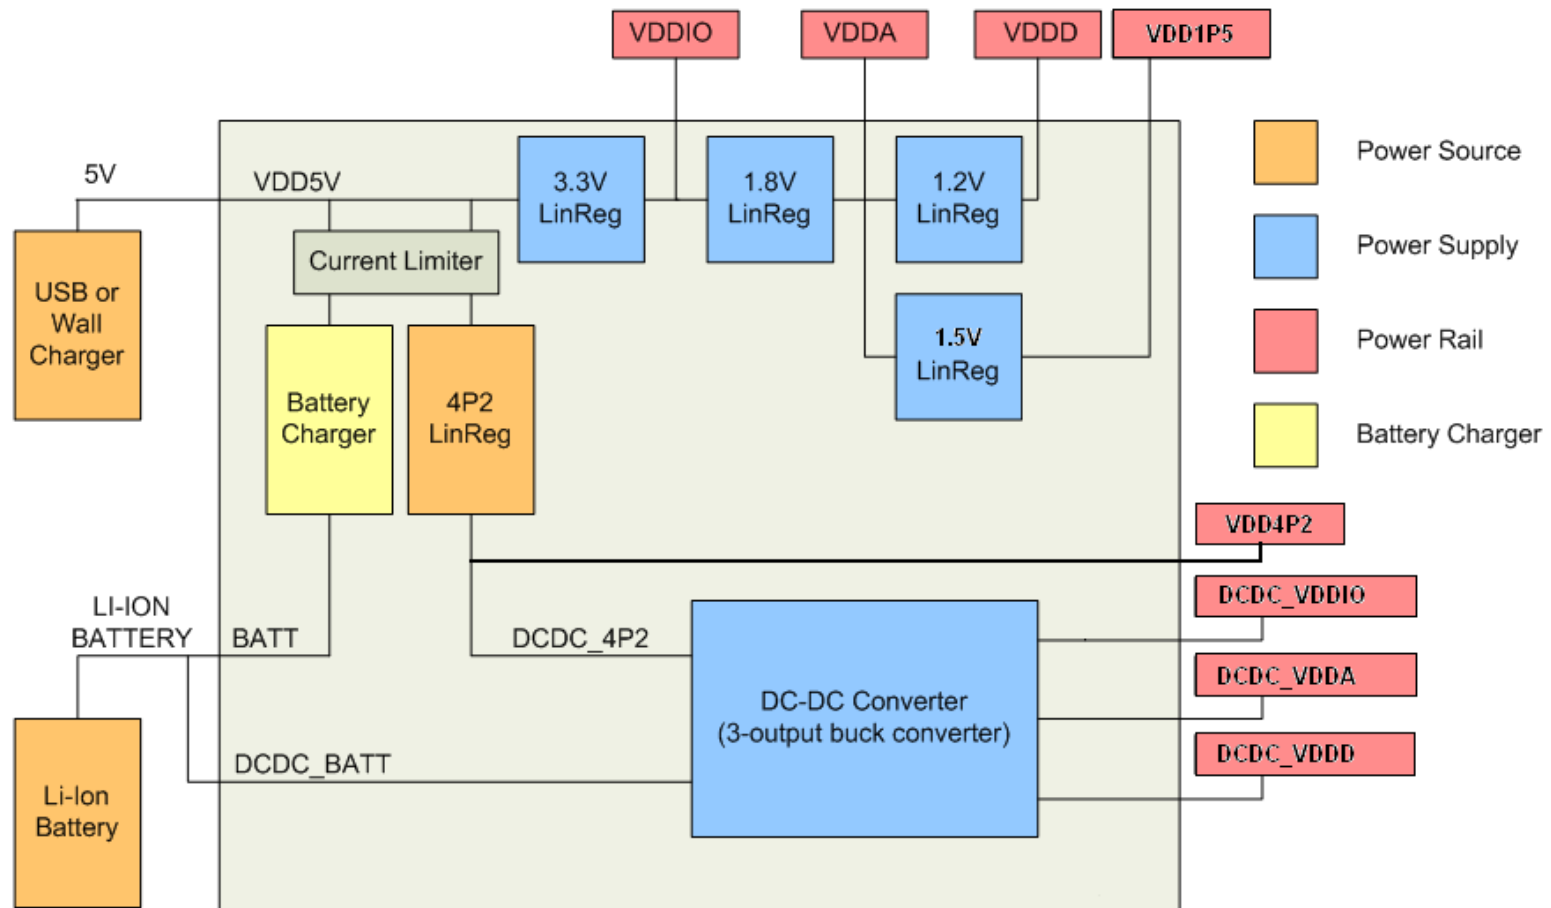 VDDIO
VDDA
VDDD
VDD1P5
5V
VDD5V
3.3V
LinReg
1.8V
LinReg
1.2V
LinReg
Power Source
Current Limiter
Power Supply
USB or
Wall
Charger
1.5V
LinReg
Power Rail
Battery
Charger
4P2
LinReg
Battery Charger
VDD4P2
LI-ION
BATTERY
BATT
DCDC_4P2
DCDC_VDDIO
DC-DC Converter
(3-output buck converter)
DCDC_VDDA
DCDC_BATT
DCDC_VDDD
Li-Ion
Battery